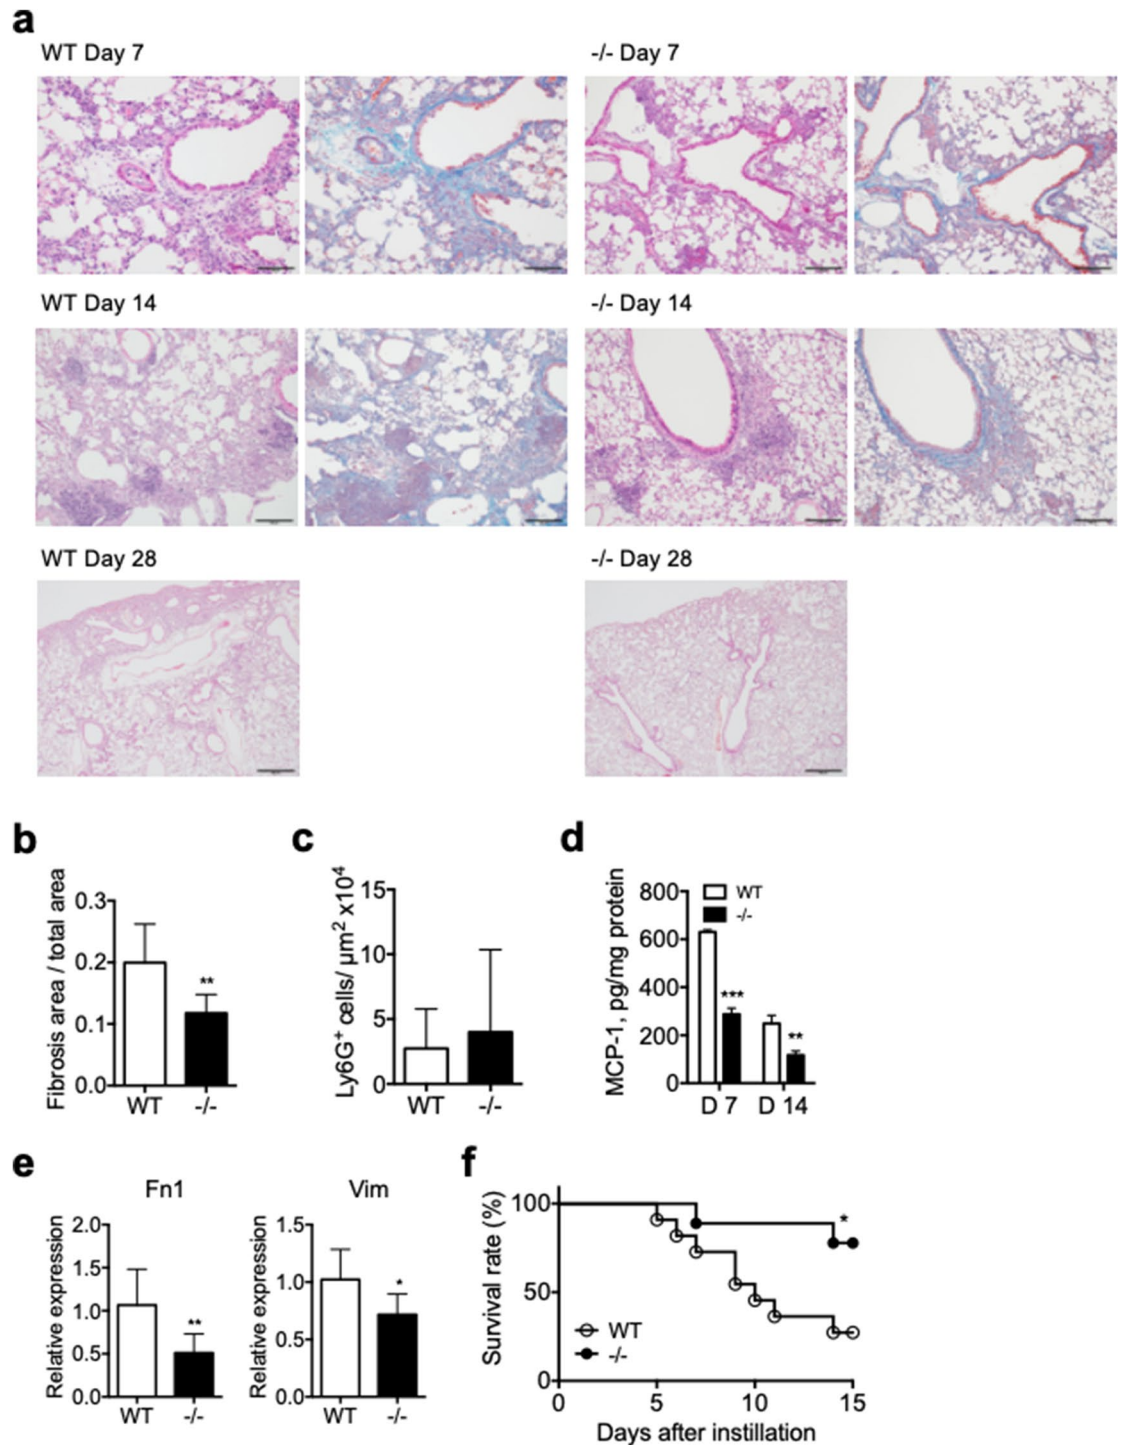 a
WT Day 7
-/- Day 7
WT Day 14
-/- Day 14
WT Day 28
-/- Day 28
b
Fibrosis area / total area
0.3
0.2
0.1
0.0
**
WT -/-
c
Ly6G⁺ cells/ µm² x10⁴
15
10
5
0
WT -/-
d
MCP-1, pg/mg protein
800
600
400
200
0
WT
-/-
***
**
D 7 D 14
e
Fn1
Relative expression
2.0
1.5
1.0
0.5
0.0
**
WT -/-
Vim
Relative expression
1.5
1.0
0.5
0.0
*
WT -/-
f
Survival rate (%)
100
50
0
*
WT
-/-
0 5 10 15
Days after instillation